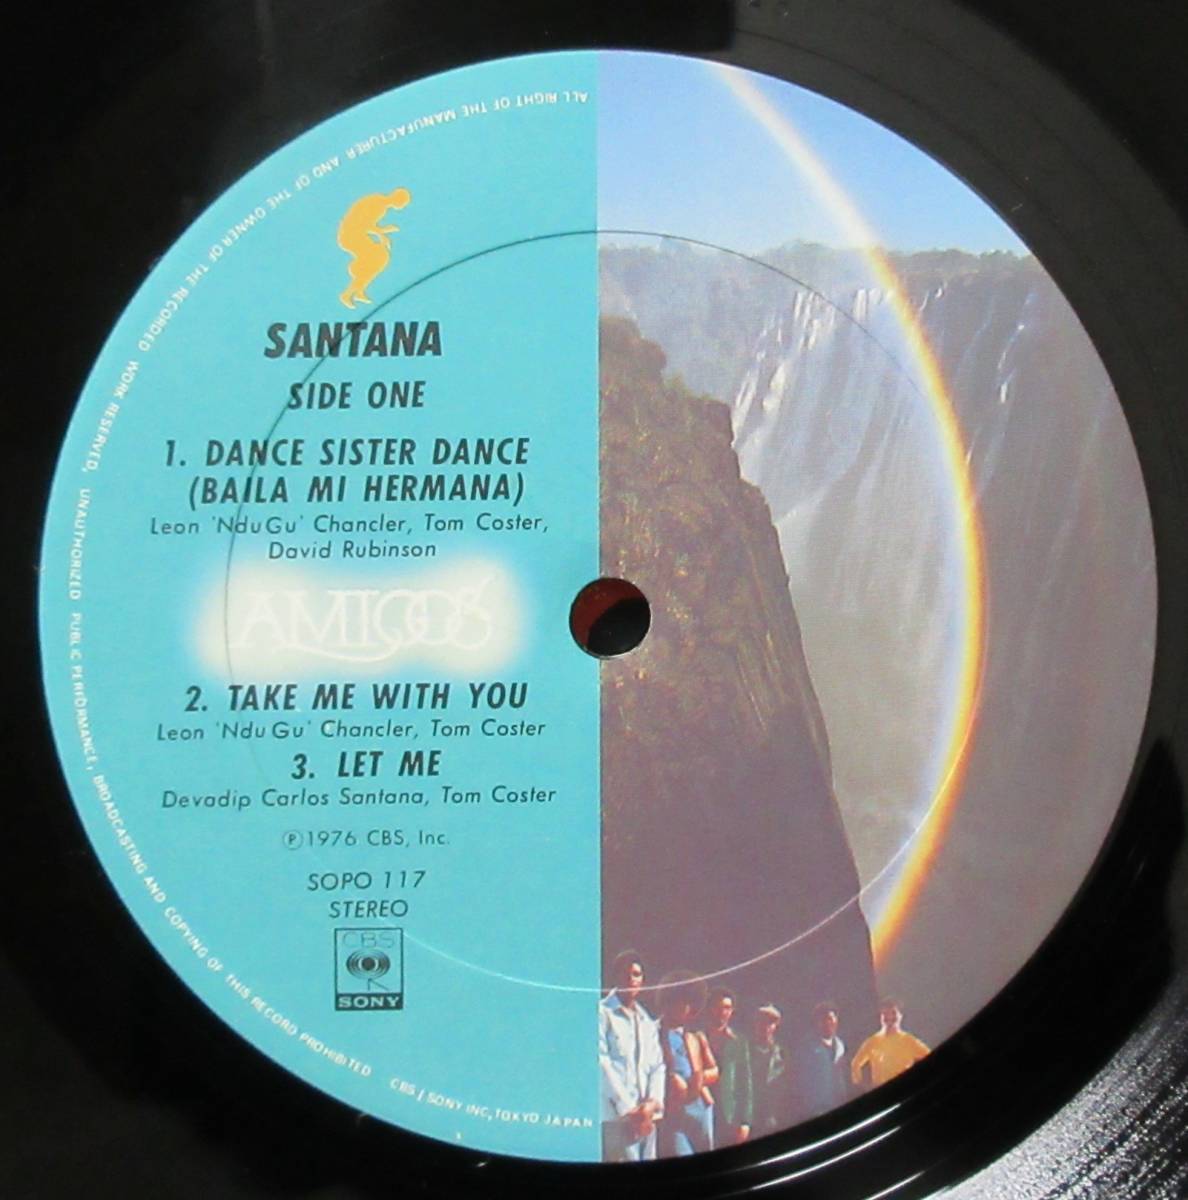 SANTANA
SIDE ONE
1. DANCE SISTER DANCE
(BAILA MI HERMANA)
Leon 'NduGu' Chancler, Tom Coster,
David Rubinson
AMIGOS
2. TAKE ME WITH YOU
Leon 'NduGu' Chancler, Tom Coster
3. LET ME
Devadip Carlos Santana, Tom Coster
Ⓟ1976 CBS, Inc.
SOPO 117
STEREO
CBS
SONY
ALL RIGHT OF THE MANUFACTURER AND OF THE OWNER OF THE RECORDED WORK RESERVED, UNAUTHORIZED PUBLIC PERFORMANCE, BROADCASTING AND COPYING OF THIS RECORD PROHIBITED CBS / SONY INC, TOKYO JAPAN